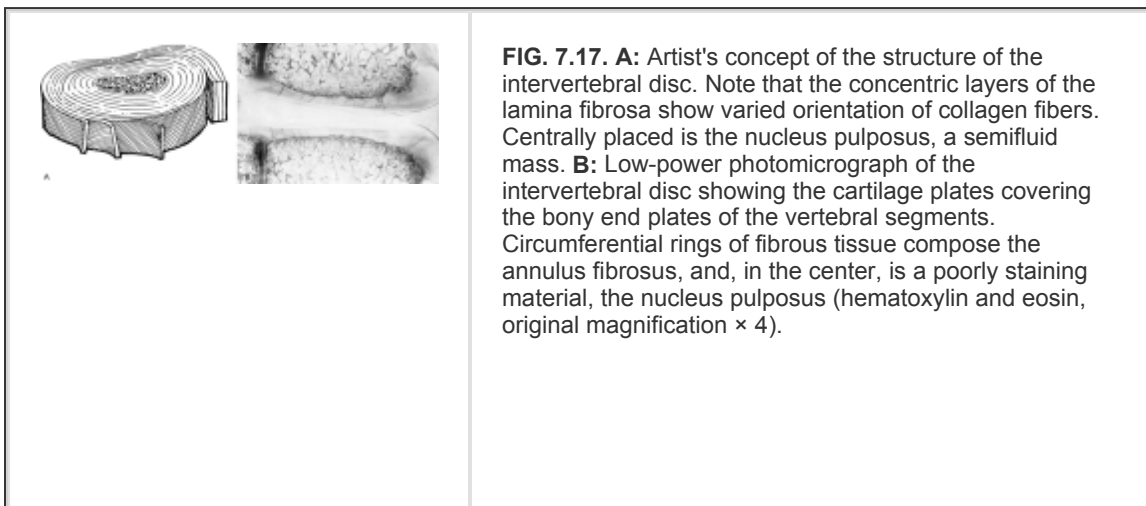 FIG. 7.17. A: Artist's concept of the structure of the
intervertebral disc. Note that the concentric layers of the
lamina fibrosa show varied orientation of collagen fibers.
Centrally placed is the nucleus pulposus, a semifluid
mass. B: Low-power photomicrograph of the
intervertebral disc showing the cartilage plates covering
the bony end plates of the vertebral segments.
Circumferential rings of fibrous tissue compose the
annulus fibrosus, and, in the center, is a poorly staining
material, the nucleus pulposus (hematoxylin and eosin,
original magnification × 4).